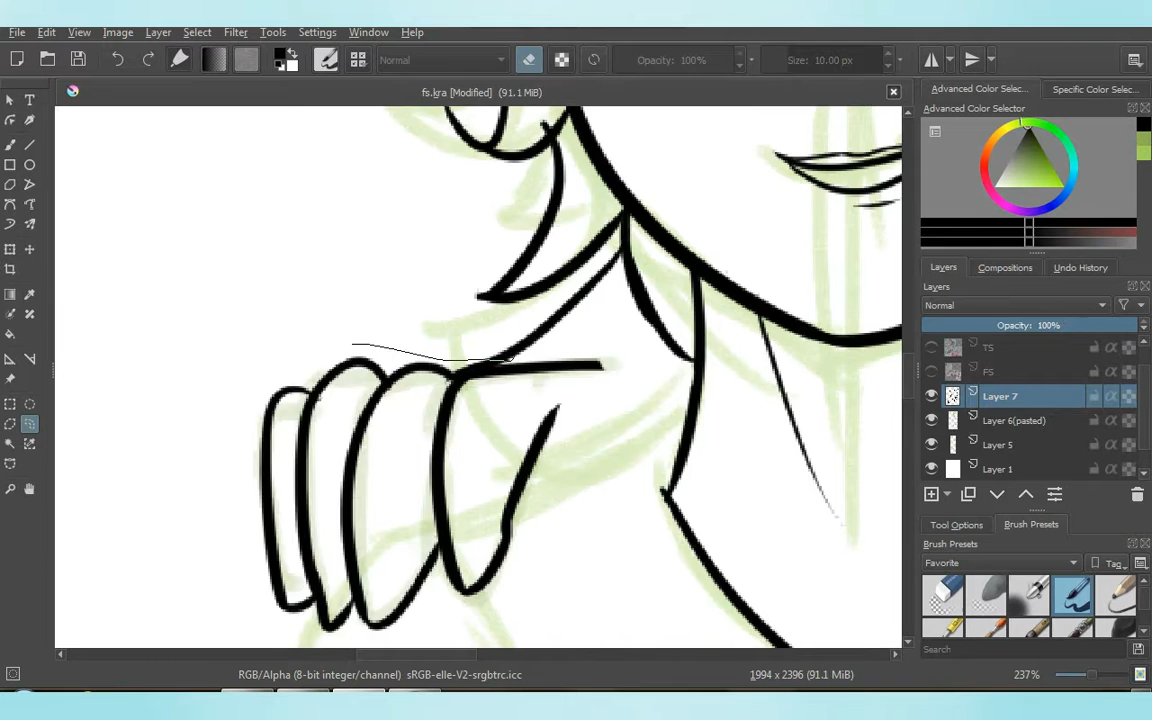 File Edit View Image Layer Select Filter Tools Settings Window Help
Normal Opacity: 100% Size: 10.00 px
fs.kra [Modified] (91.1 MiB)
Advanced Color Selec... Specific Color Selec...
Advanced Color Selector
Layers Compositions Undo History
Layers
Normal
Opacity: 100%
TS
FS
Layer 7
Layer 6(pasted)
Layer 5
Layer 1
Tool Options Brush Presets
Brush Presets
Favorite Tag
Search
RGB/Alpha (8-bit integer/channel) sRGB-elle-V2-srgbtrc.icc 1994 x 2396 (91.1 MiB) 237%